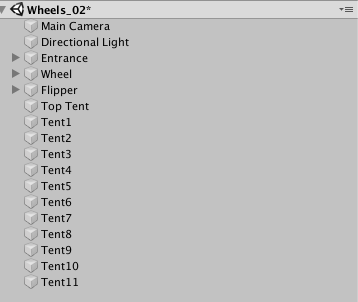 Wheels_02*
Main Camera
Directional Light
Entrance
Wheel
Flipper
Top Tent
Tent1
Tent2
Tent3
Tent4
Tent5
Tent6
Tent7
Tent8
Tent9
Tent10
Tent11